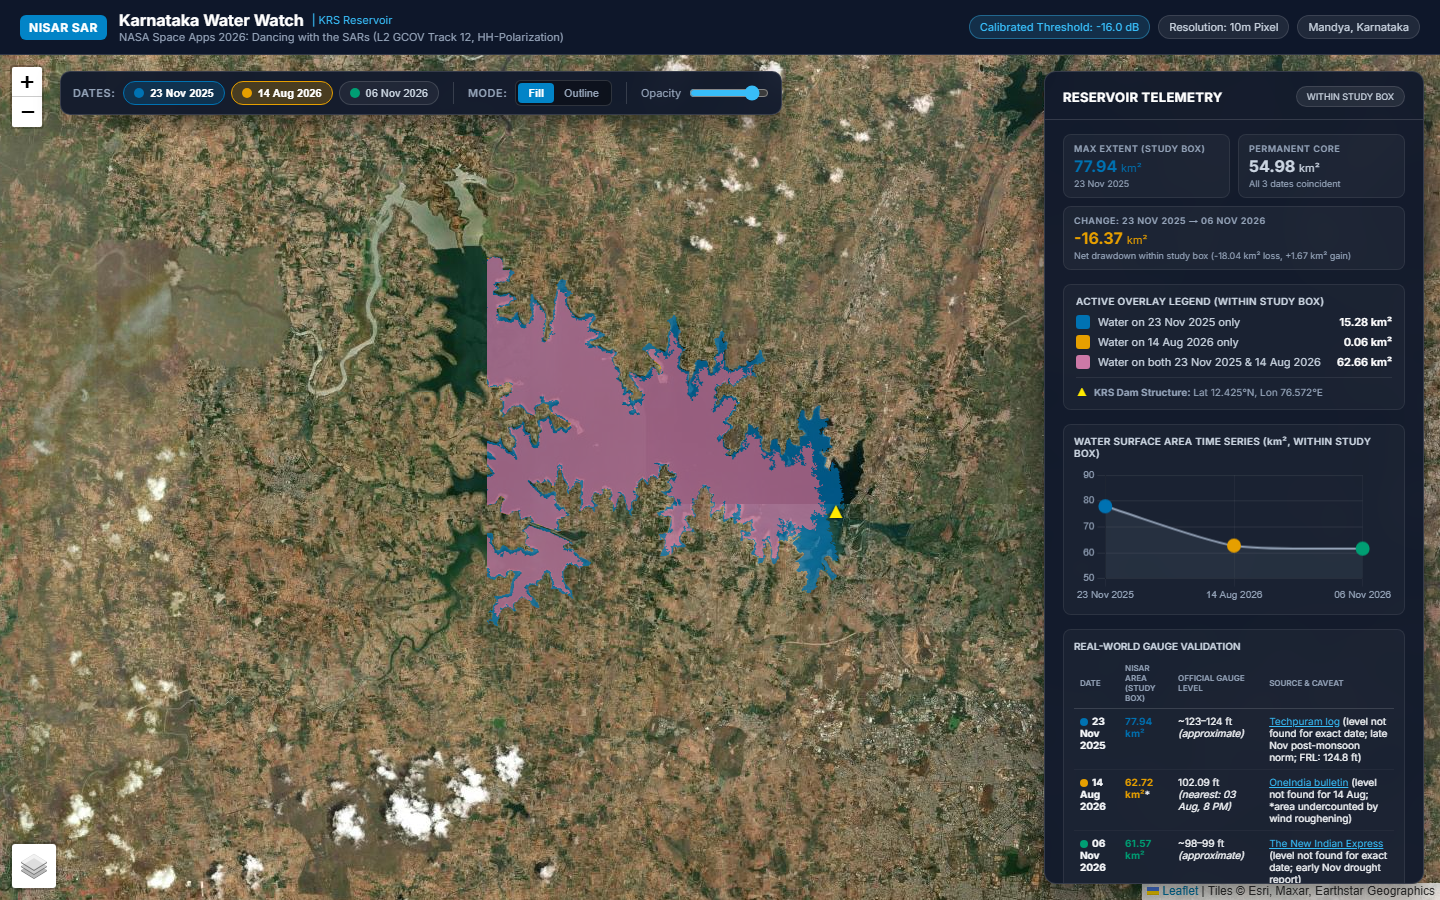 NISAR SAR
Karnataka Water Watch | KRS Reservoir
NASA Space Apps 2026: Dancing with the SARs (L2 GCOV Track 12, HH-Polarization)
Calibrated Threshold: -16.0 dB
Resolution: 10m Pixel
Mandya, Karnataka
+
−
DATES: 23 Nov 2025 14 Aug 2026 06 Nov 2026 MODE: Fill Outline Opacity
RESERVOIR TELEMETRY
WITHIN STUDY BOX
MAX EXTENT (STUDY BOX)
77.94 km²
23 Nov 2025
PERMANENT CORE
54.98 km²
All 3 dates coincident
CHANGE: 23 NOV 2025 → 06 NOV 2026
-16.37 km²
Net drawdown within study box (-18.04 km² loss, +1.67 km² gain)
ACTIVE OVERLAY LEGEND (WITHIN STUDY BOX)
Water on 23 Nov 2025 only 15.28 km²
Water on 14 Aug 2026 only 0.06 km²
Water on both 23 Nov 2025 & 14 Aug 2026 62.66 km²
KRS Dam Structure: Lat 12.425°N, Lon 76.572°E
WATER SURFACE AREA TIME SERIES (km², WITHIN STUDY
BOX)
90
80
70
60
50
23 Nov 2025 14 Aug 2026 06 Nov 2026
REAL-WORLD GAUGE VALIDATION
DATE
NISAR
AREA
(STUDY
BOX)
OFFICIAL GAUGE
LEVEL
SOURCE & CAVEAT
23
Nov
2025
77.94
km²
~123–124 ft
(approximate)
Techpuram log (level not
found for exact date; late
Nov post-monsoon
norm; FRL: 124.8 ft)
14
Aug
2026
62.72
km²*
102.09 ft
(nearest: 03
Aug, 8 PM)
OneIndia bulletin (level
not found for 14 Aug;
*area undercounted by
wind roughening)
06
Nov
2026
61.57
km²
~98–99 ft
(approximate)
The New Indian Express
(level not found for exact
date; early Nov drought
report)
Leaflet | Tiles © Esri, Maxar, Earthstar Geographics